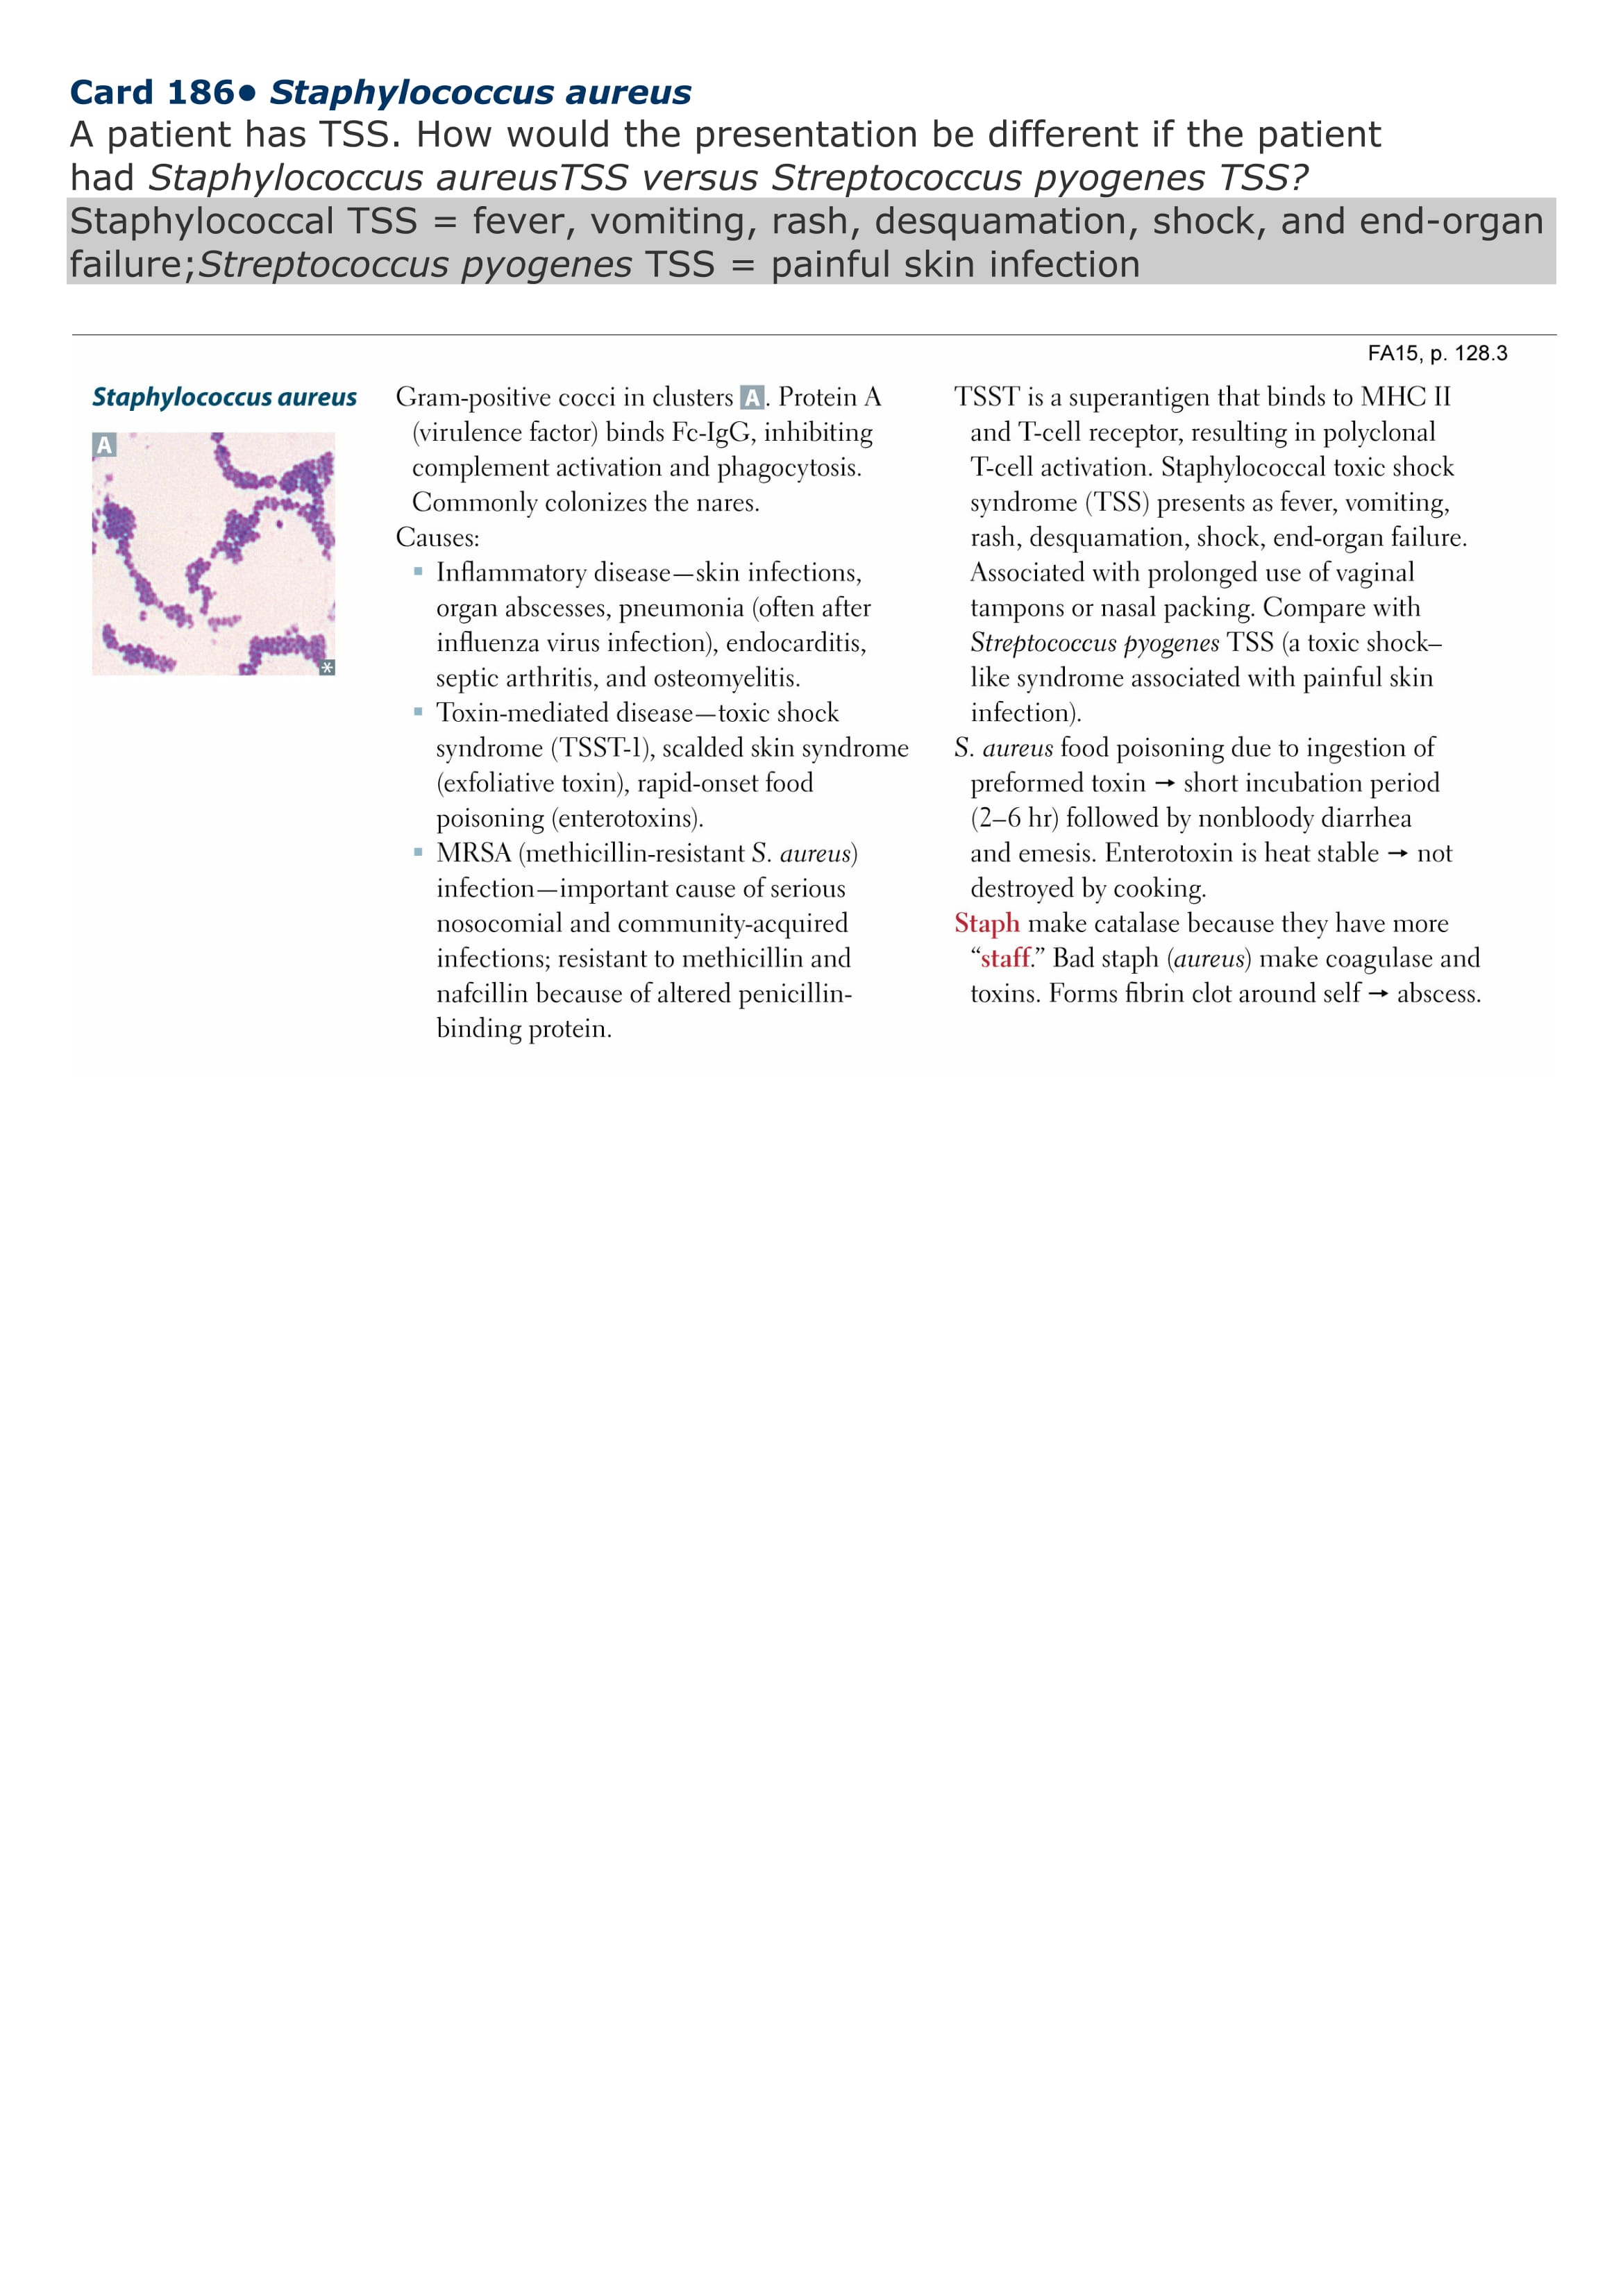 Card 186● Staphylococcus aureus
A patient has TSS. How would the presentation be different if the patient
had Staphylococcus aureusTSS versus Streptococcus pyogenes TSS?
Staphylococcal TSS = fever, vomiting, rash, desquamation, shock, and end-organ
failure;Streptococcus pyogenes TSS = painful skin infection
FA15, p. 128.3
Staphylococcus aureus
A
*
Gram-positive cocci in clusters A. Protein A
(virulence factor) binds Fc-IgG, inhibiting
complement activation and phagocytosis.
Commonly colonizes the nares.
Causes:
▪ Inflammatory disease—skin infections,
organ abscesses, pneumonia (often after
influenza virus infection), endocarditis,
septic arthritis, and osteomyelitis.
▪ Toxin-mediated disease—toxic shock
syndrome (TSST-1), scalded skin syndrome
(exfoliative toxin), rapid-onset food
poisoning (enterotoxins).
▪ MRSA (methicillin-resistant S. aureus)
infection—important cause of serious
nosocomial and community-acquired
infections; resistant to methicillin and
nafcillin because of altered penicillin-
binding protein.
TSST is a superantigen that binds to MHC II
and T-cell receptor, resulting in polyclonal
T-cell activation. Staphylococcal toxic shock
syndrome (TSS) presents as fever, vomiting,
rash, desquamation, shock, end-organ failure.
Associated with prolonged use of vaginal
tampons or nasal packing. Compare with
Streptococcus pyogenes TSS (a toxic shock–
like syndrome associated with painful skin
infection).
S. aureus food poisoning due to ingestion of
preformed toxin → short incubation period
(2–6 hr) followed by nonbloody diarrhea
and emesis. Enterotoxin is heat stable → not
destroyed by cooking.
Staph make catalase because they have more
“staff.” Bad staph (aureus) make coagulase and
toxins. Forms fibrin clot around self → abscess.